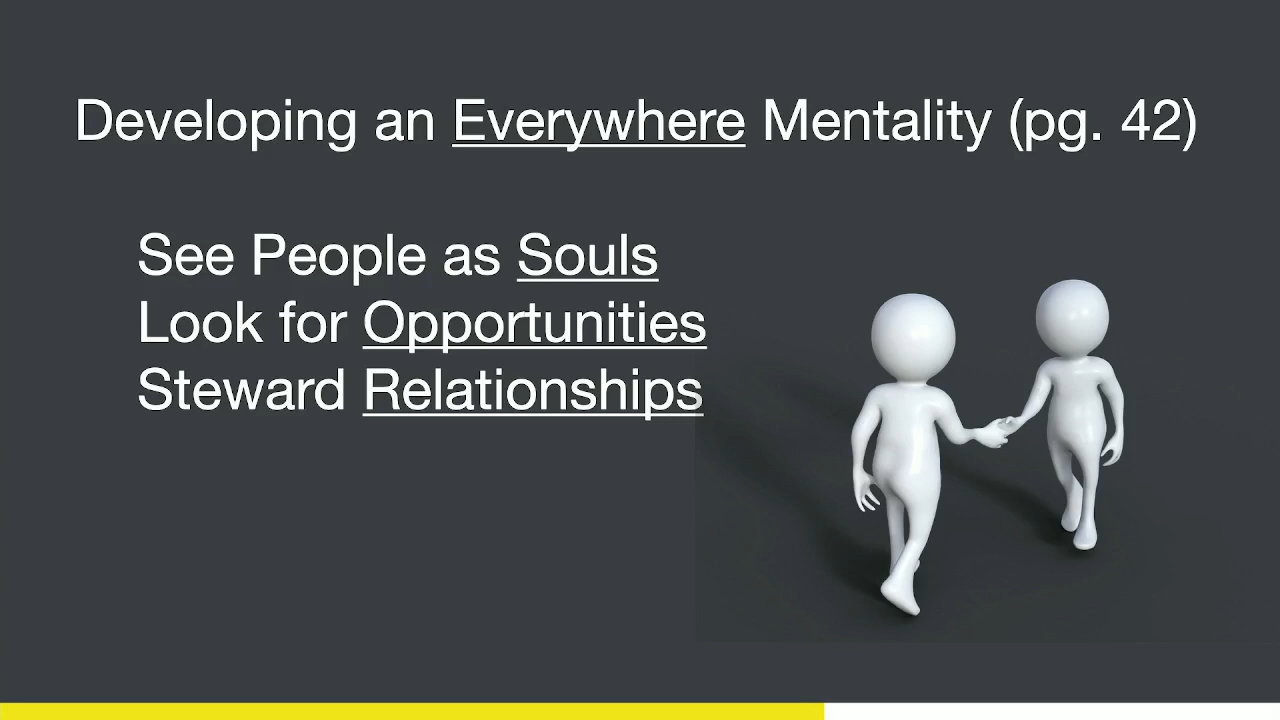 Developing an Everywhere Mentality (pg. 42)
See People as Souls
Look for Opportunities
Steward Relationships